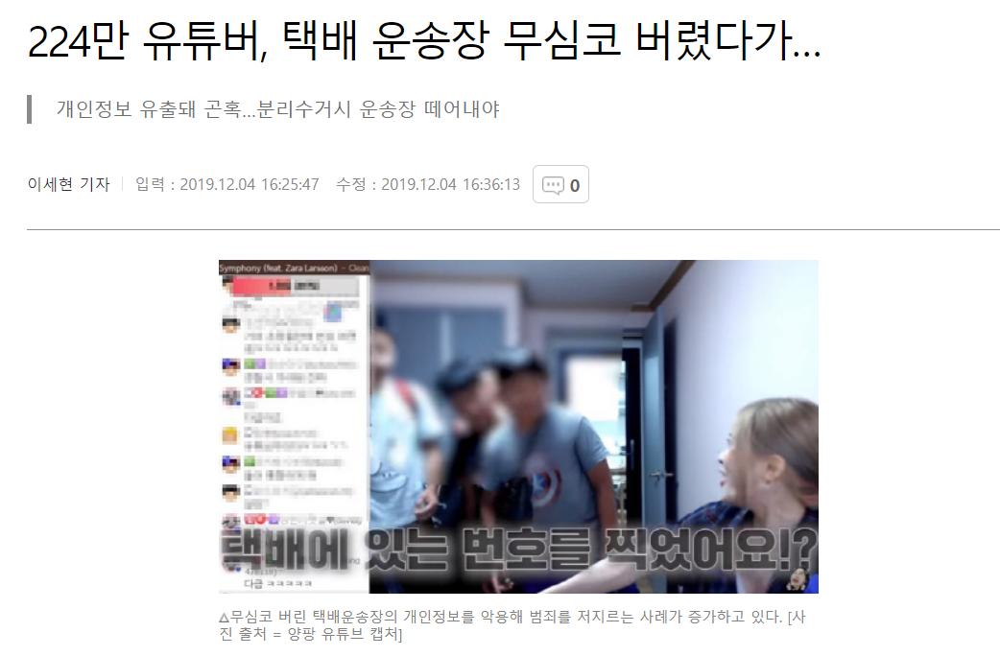 224만 유튜버, 택배 운송장 무심코 버렸다가…
개인정보 유출돼 곤혹…분리수거시 운송장 떼어내야
이세현 기자 입력 : 2019.12.04 16:25:47 수정 : 2019.12.04 16:36:13 0
Symphony (feat. Zara Larsson) - Clean
다금 ㅋㅋㅋㅋㅋ
택배에 있는 번호를 찍었어요!?
△무심코 버린 택배운송장의 개인정보를 악용해 범죄를 저지르는 사례가 증가하고 있다. [사
진 출처 = 양팡 유튜브 캡처]